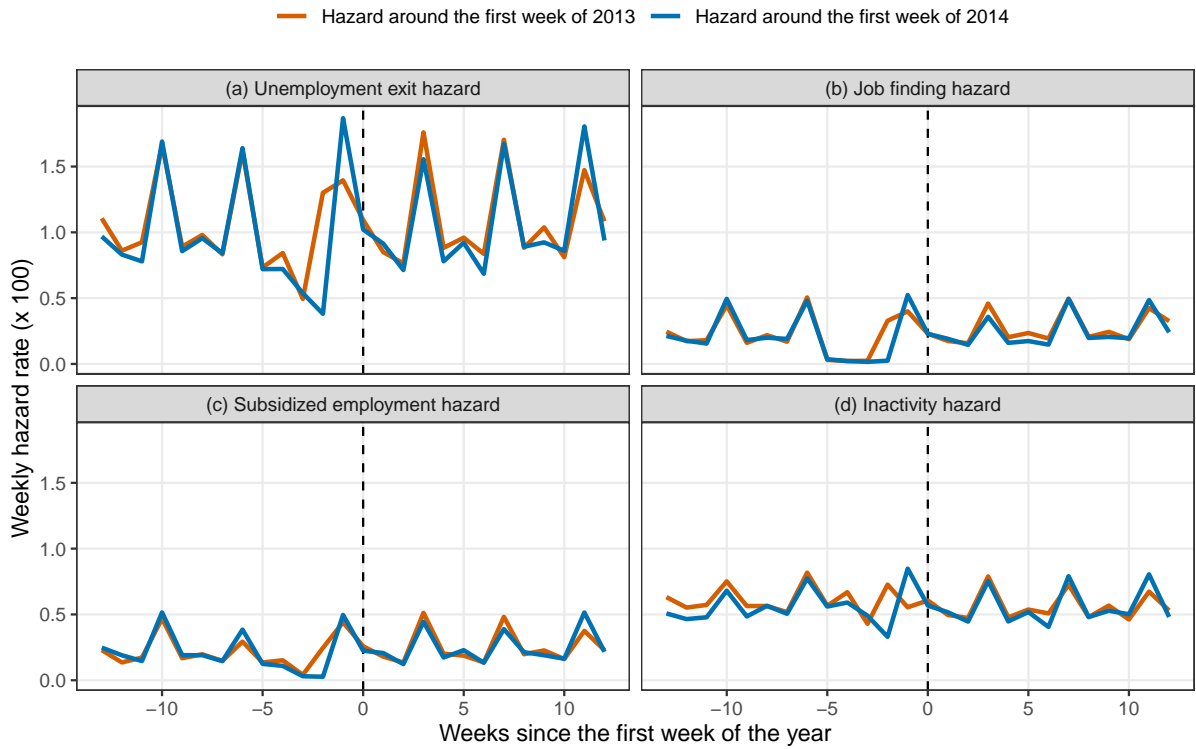 Hazard around the first week of 2013 Hazard around the first week of 2014
(a) Unemployment exit hazard
(b) Job finding hazard
1.5
1.0
0.5
0.0
(c) Subsidized employment hazard
(d) Inactivity hazard
1.5
1.0
0.5
0.0
−10 −5 0 5 10
−10 −5 0 5 10
Weekly hazard rate (x 100)
Weeks since the first week of the year